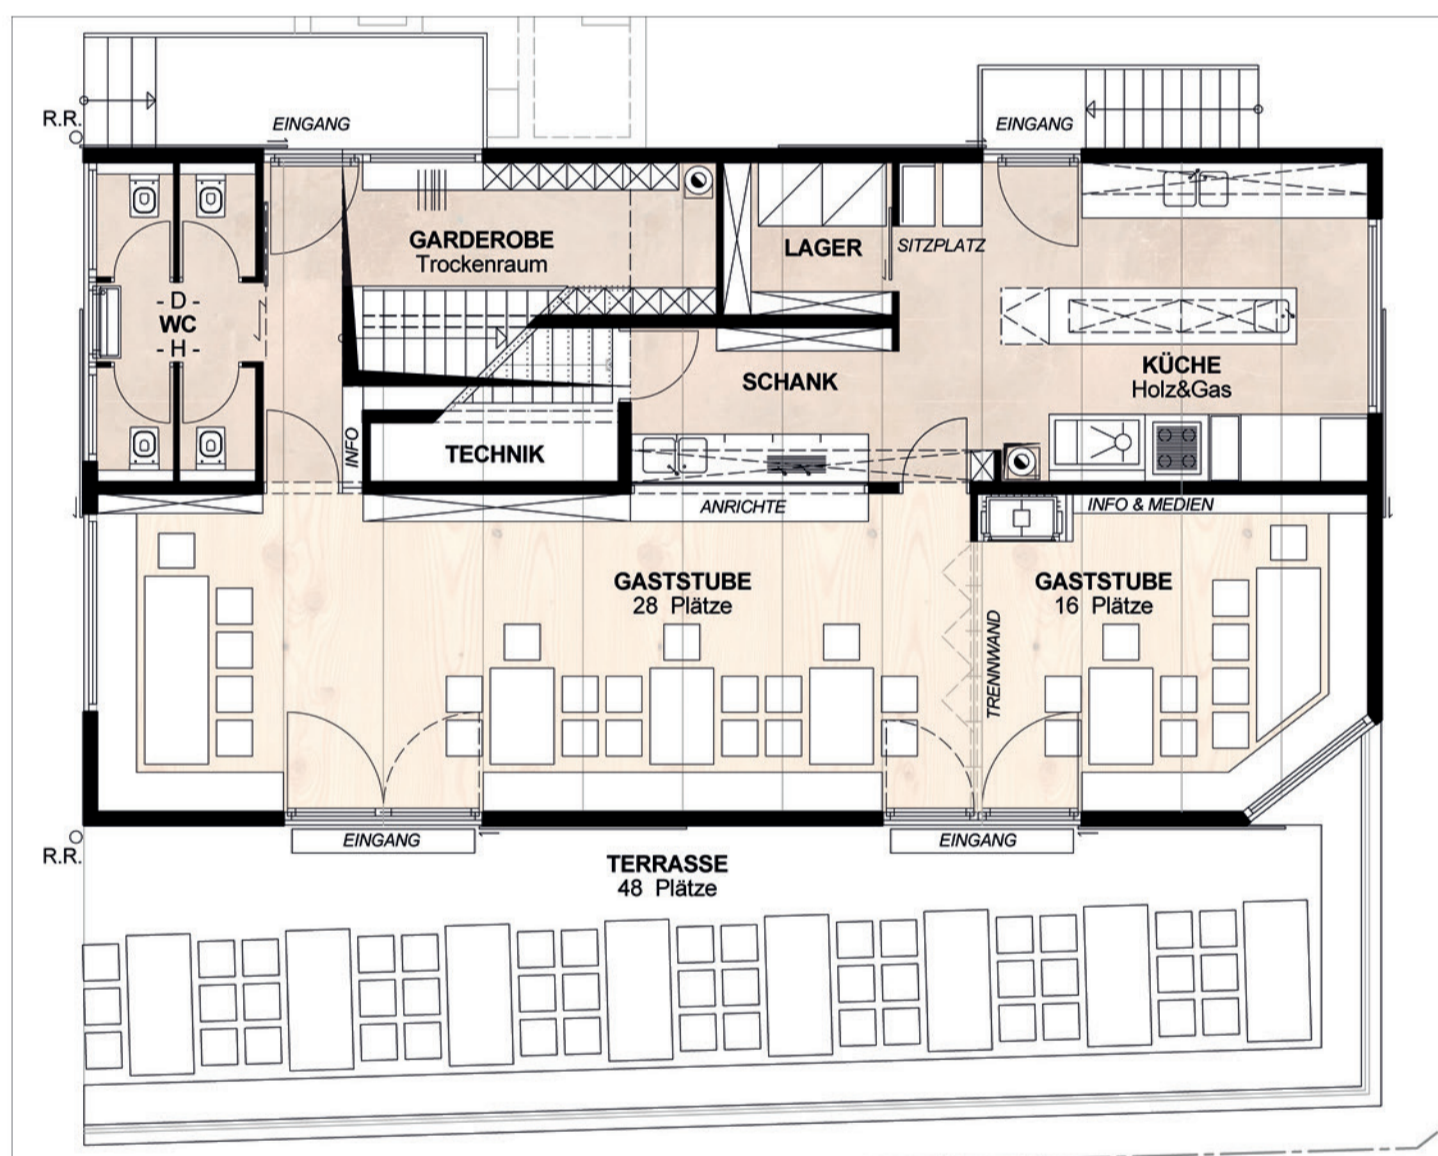 R.R.
EINGANG
EINGANG
GARDEROBE
Trockenraum
LAGER
SITZPLATZ
- D -
WC
- H -
SCHANK
KÜCHE
Holz&Gas
INFO
TECHNIK
ANRICHTE
INFO & MEDIEN
GASTSTUBE
28 Plätze
GASTSTUBE
16 Plätze
TRENNWAND
R.R.
EINGANG
EINGANG
TERRASSE
48 Plätze